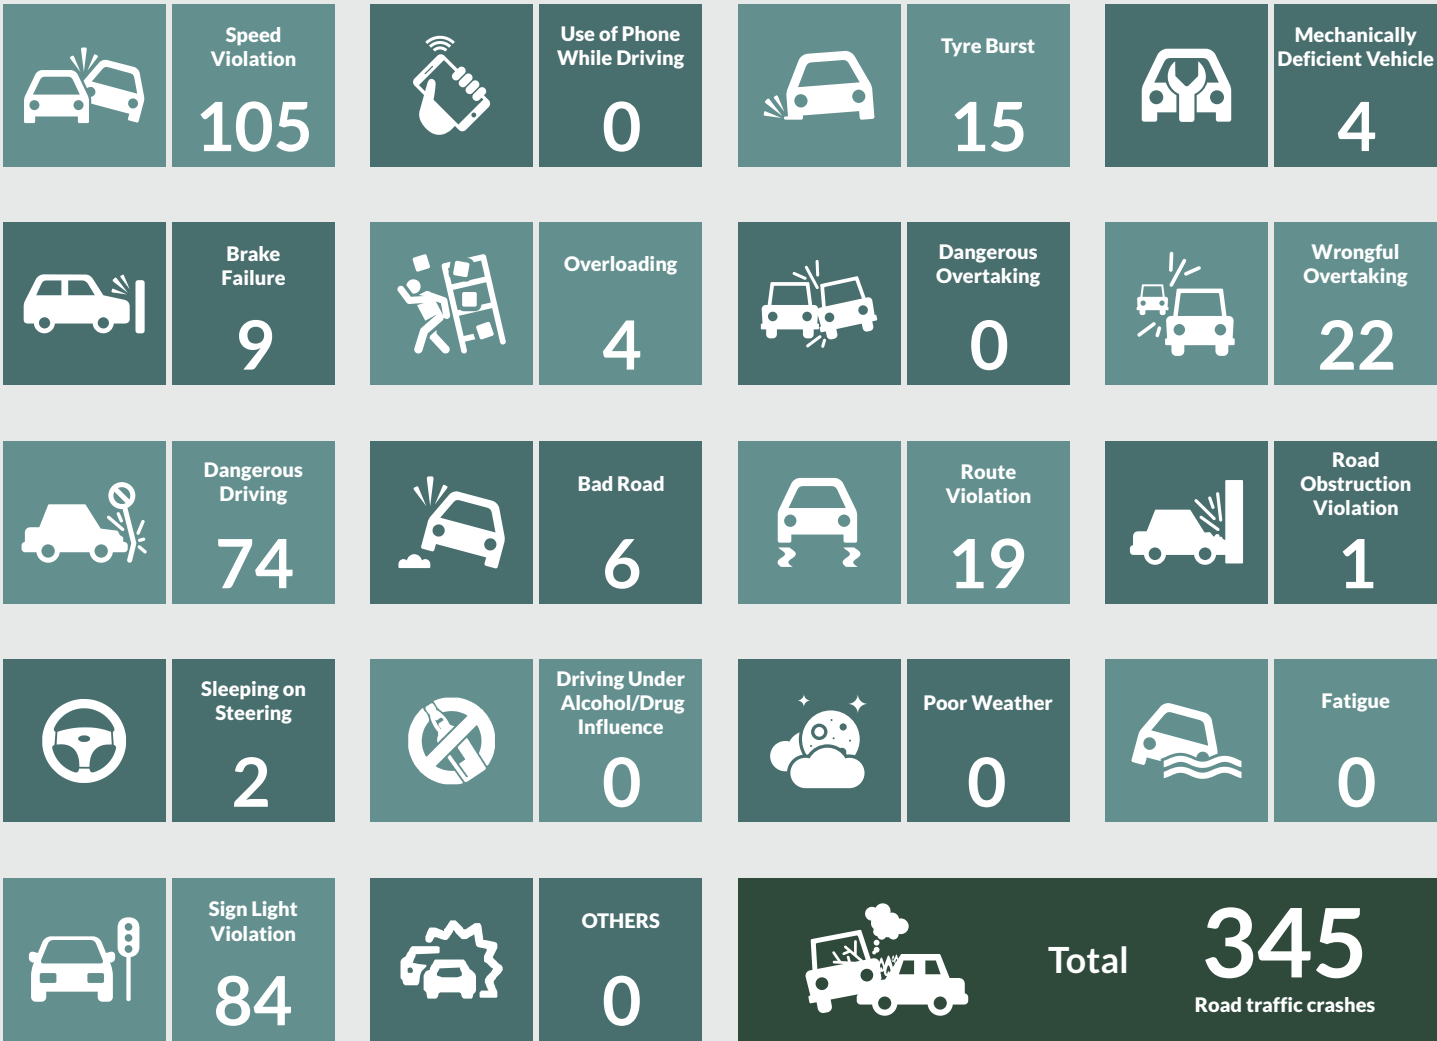 Speed
Violation
105
Use of Phone
While Driving
0
Tyre Burst
15
Mechanically
Deficient Vehicle
4
Brake
Failure
9
Overloading
4
Dangerous
Overtaking
0
Wrongful
Overtaking
22
Dangerous
Driving
74
Bad Road
6
Route
Violation
19
Road
Obstruction
Violation
1
Sleeping on
Steering
2
Driving Under
Alcohol/Drug
Influence
0
Poor Weather
0
Fatigue
0
Sign Light
Violation
84
OTHERS
0
Total
345
Road traffic crashes